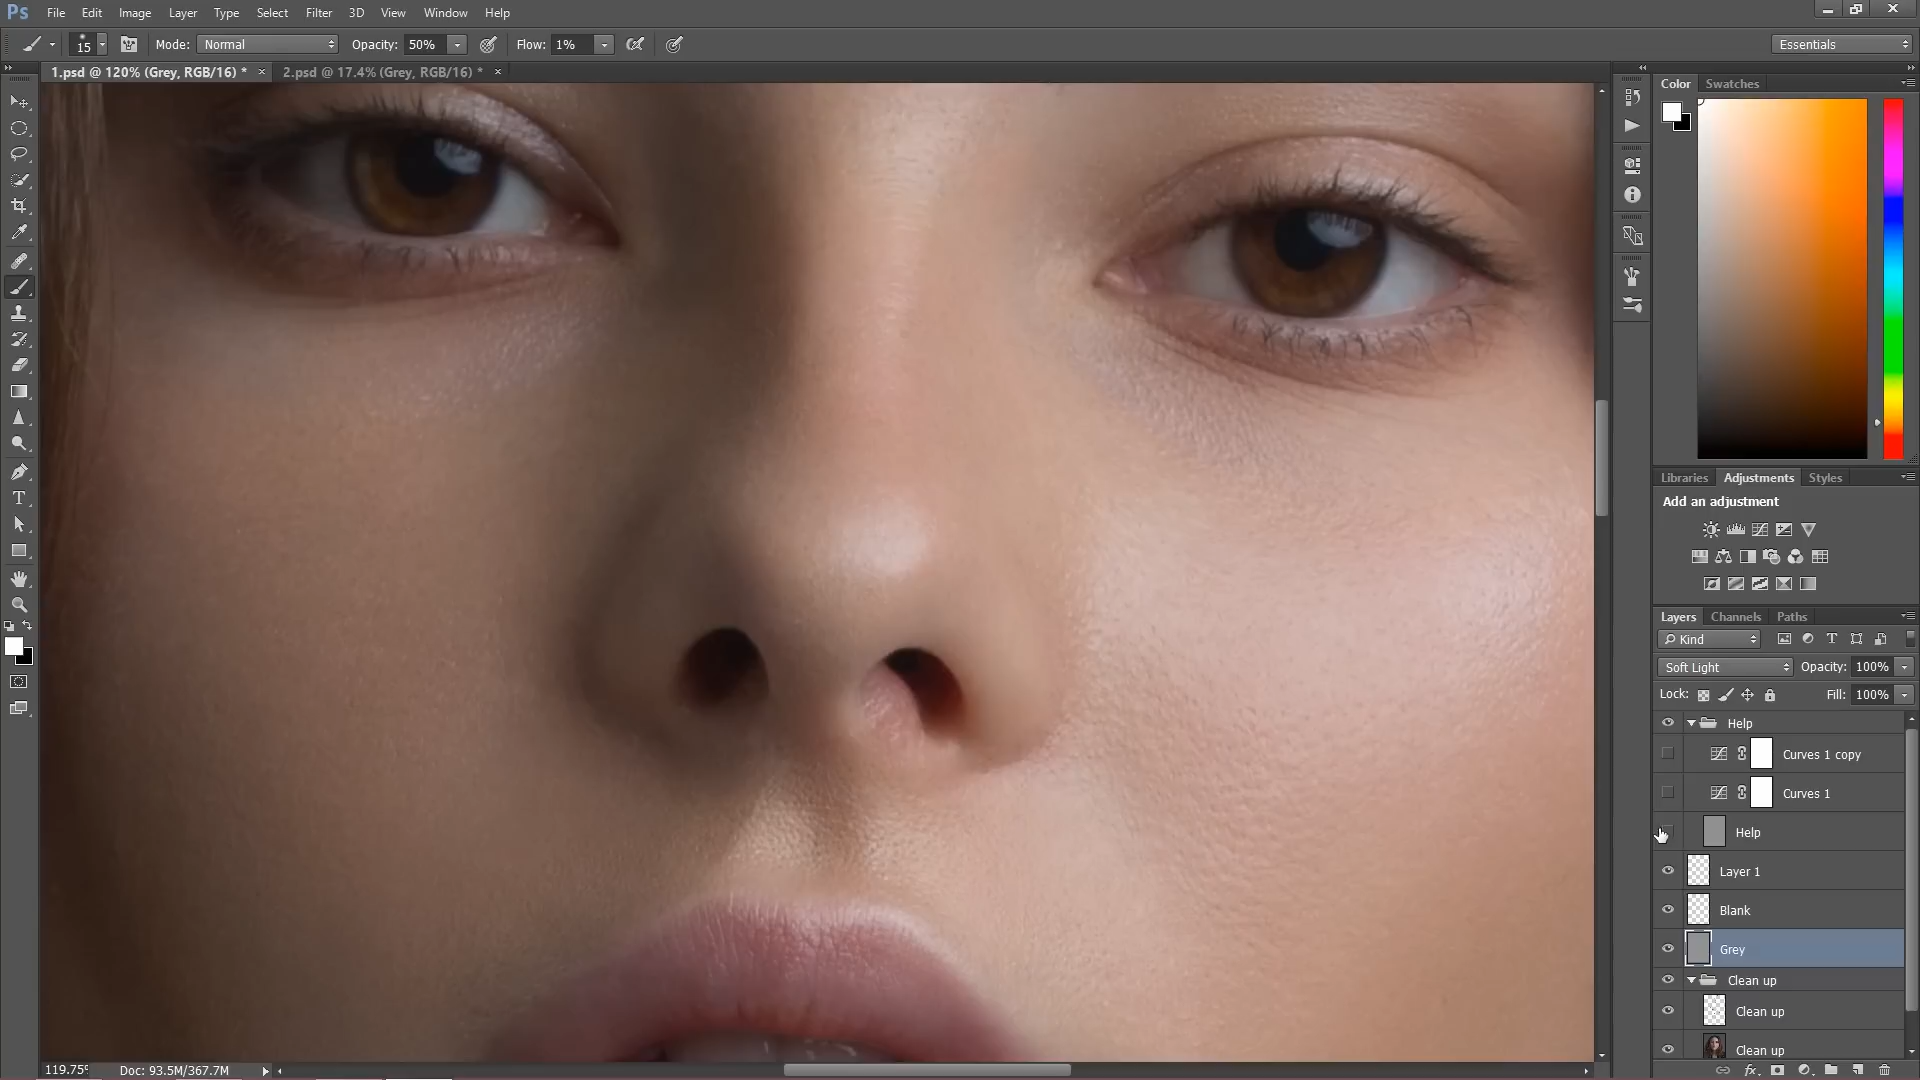 Ps File Edit Image Layer Type Select Filter 3D View Window Help
15 Mode: Normal Opacity: 50% Flow: 1% Essentials
1.psd @ 120% (Grey, RGB/16) * × 2.psd @ 17.4% (Grey, RGB/16) * ×
Color Swatches
Libraries Adjustments Styles
Add an adjustment
Layers Channels Paths
Kind
Soft Light Opacity: 100%
Lock: Fill: 100%
Help
Curves 1 copy
Curves 1
Help
Layer 1
Blank
Grey
Clean up
Clean up
Clean up
119.75% Doc: 93.5M/367.7M